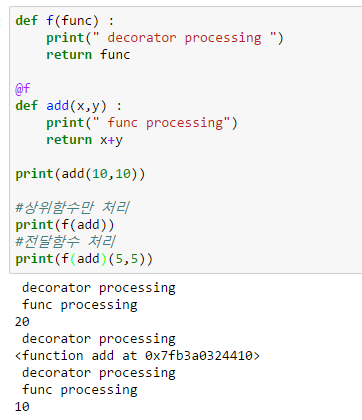 def f(func) :
    print(" decorator processing ")
    return func

@f
def add(x,y) :
    print(" func processing")
    return x+y

print(add(10,10))

#상위함수만 처리
print(f(add))
#전달함수 처리
print(f(add)(5,5))
 decorator processing
 func processing
20
 decorator processing
<function add at 0x7fb3a0324410>
 decorator processing
 func processing
10